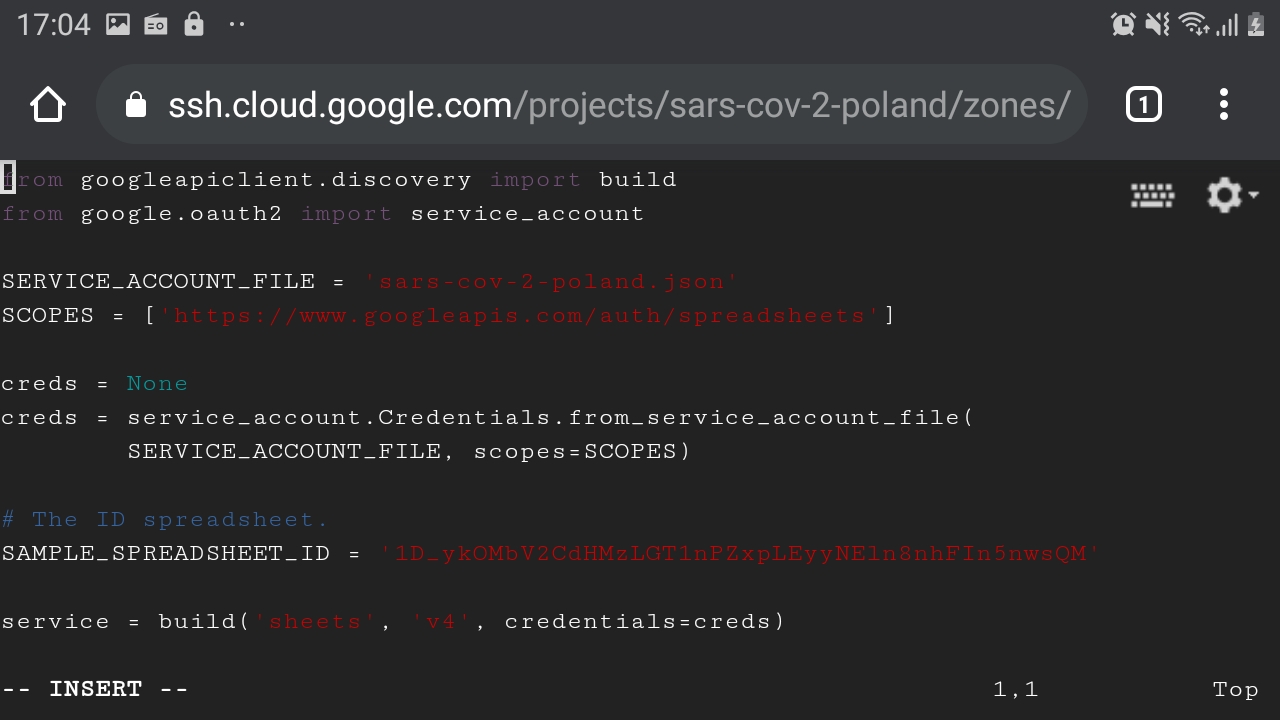 17:04
ssh.cloud.google.com/projects/sars-cov-2-poland/zones/
1
from googleapiclient.discovery import build
from google.oauth2 import service_account
SERVICE_ACCOUNT_FILE = 'sars-cov-2-poland.json'
SCOPES = ['https://www.googleapis.com/auth/spreadsheets']
creds = None
creds = service_account.Credentials.from_service_account_file(
SERVICE_ACCOUNT_FILE, scopes=SCOPES)
# The ID spreadsheet.
SAMPLE_SPREADSHEET_ID = '1D_ykOMbV2CdHMzLGT1nPZxpLEyyNEln8nhFIn5nwsQM'
service = build('sheets', 'v4', credentials=creds)
-- INSERT -- 1,1 Top